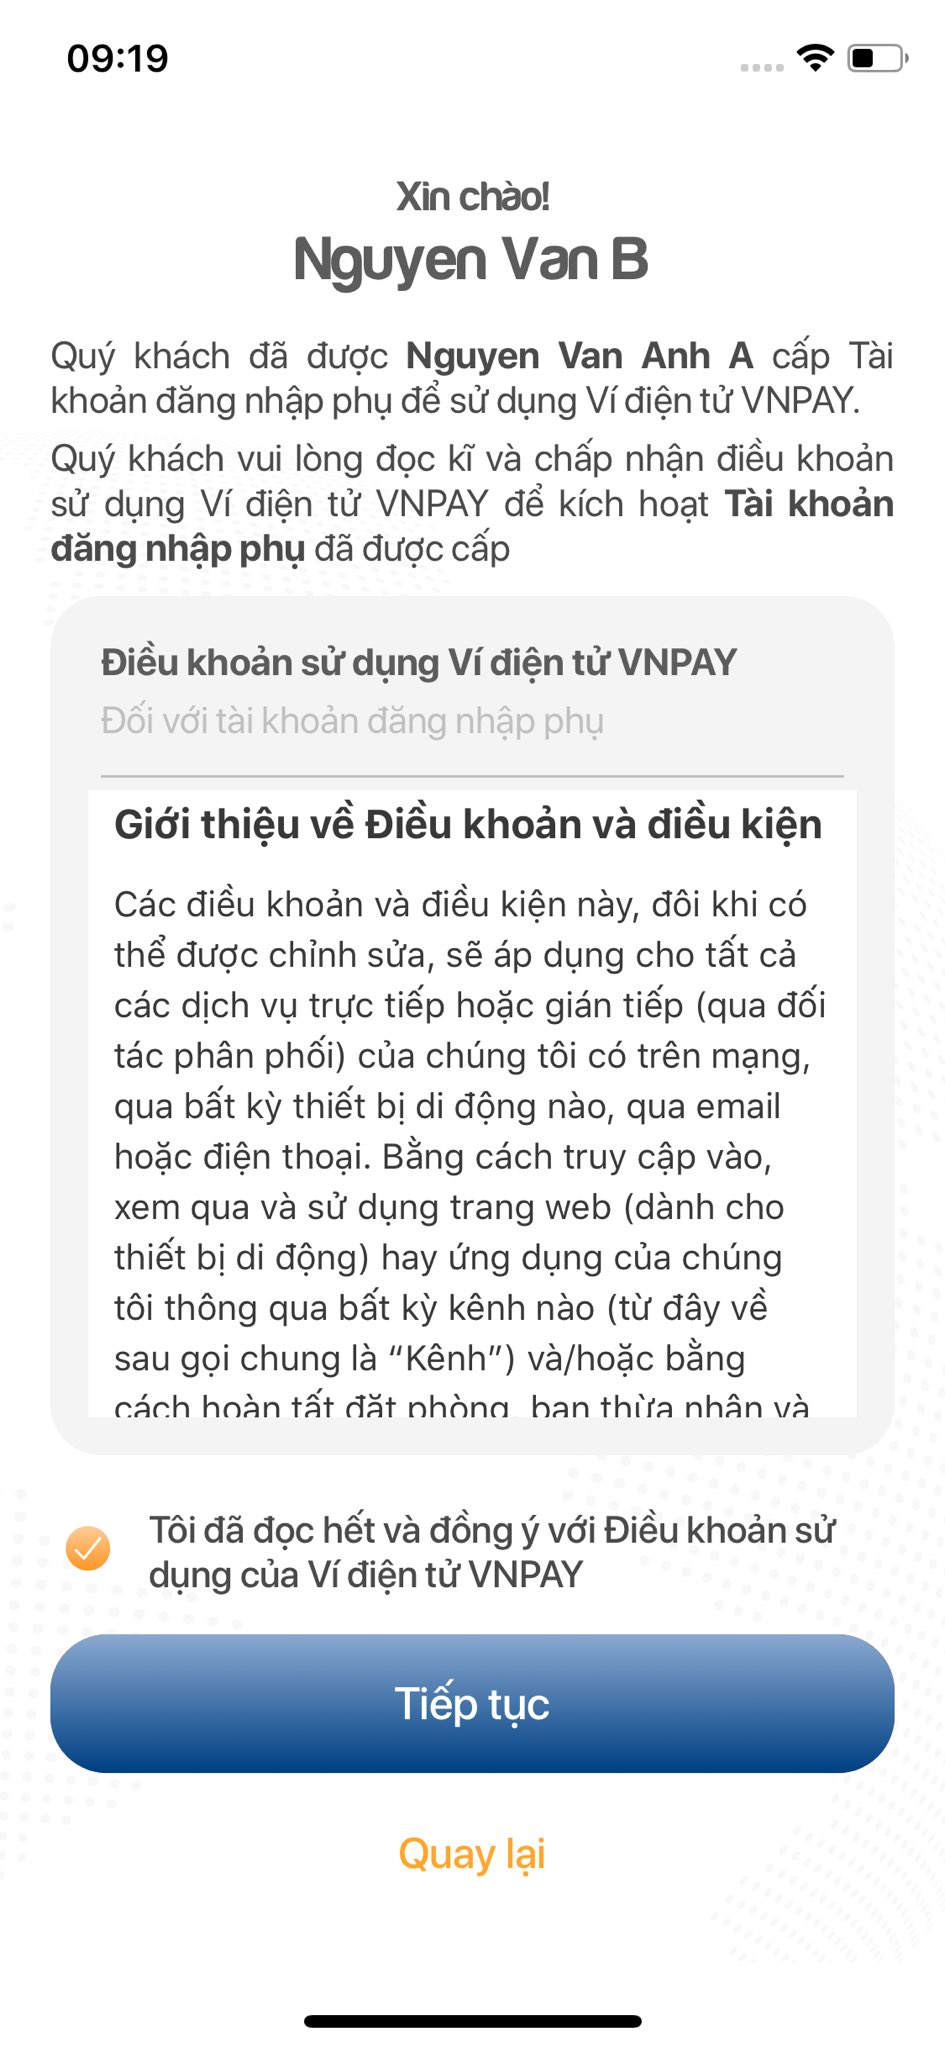 09:19
Xin chào!
Nguyen Van B
Quý khách đã được Nguyen Van Anh A cấp Tài
khoản đăng nhập phụ để sử dụng Ví điện tử VNPAY.
Quý khách vui lòng đọc kĩ và chấp nhận điều khoản
sử dụng Ví điện tử VNPAY để kích hoạt Tài khoản
đăng nhập phụ đã được cấp
Điều khoản sử dụng Ví điện tử VNPAY
Đối với tài khoản đăng nhập phụ
Giới thiệu về Điều khoản và điều kiện
Các điều khoản và điều kiện này, đôi khi có
thể được chỉnh sửa, sẽ áp dụng cho tất cả
các dịch vụ trực tiếp hoặc gián tiếp (qua đối
tác phân phối) của chúng tôi có trên mạng,
qua bất kỳ thiết bị di động nào, qua email
hoặc điện thoại. Bằng cách truy cập vào,
xem qua và sử dụng trang web (dành cho
thiết bị di động) hay ứng dụng của chúng
tôi thông qua bất kỳ kênh nào (từ đây về
sau gọi chung là “Kênh”) và/hoặc bằng
cách hoàn tất đặt phòng, bạn thừa nhận và
Tôi đã đọc hết và đồng ý với Điều khoản sử
dụng của Ví điện tử VNPAY
Tiếp tục
Quay lại